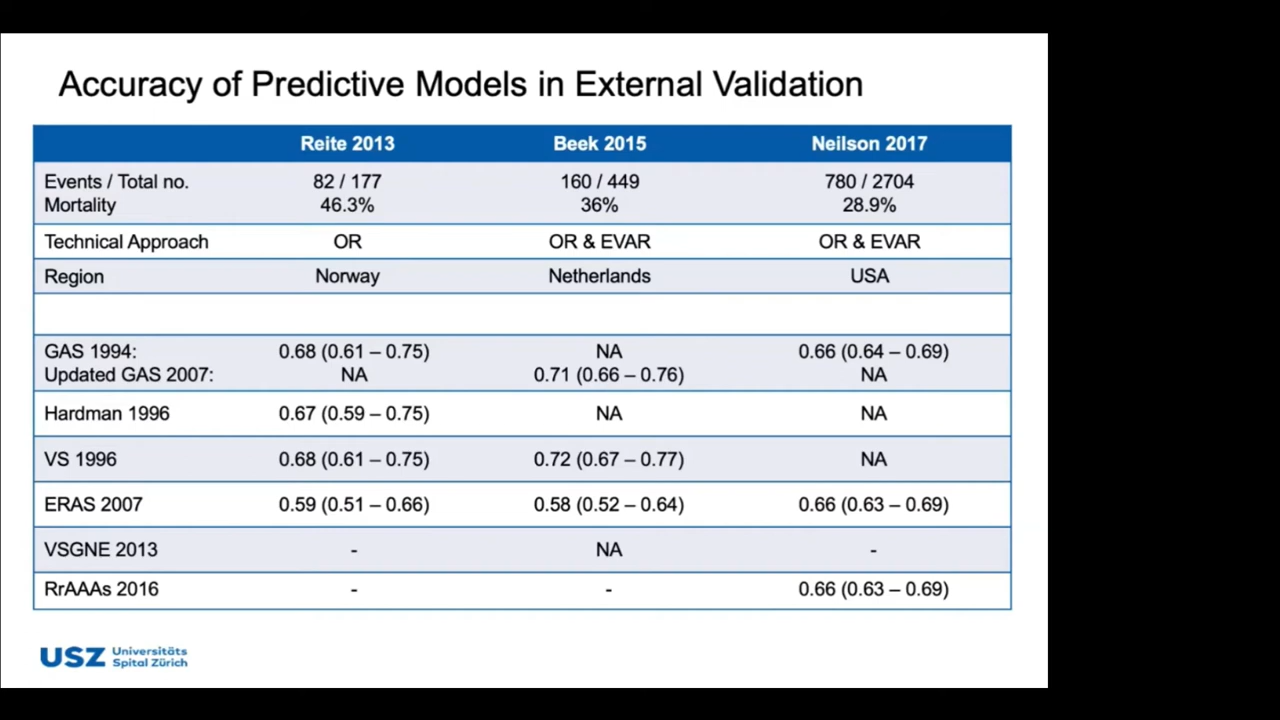 Accuracy of Predictive Models in External Validation
Reite 2013 Beek 2015 Neilson 2017
Events / Total no. 82 / 177 160 / 449 780 / 2704
Mortality 46.3% 36% 28.9%
Technical Approach OR OR & EVAR OR & EVAR
Region Norway Netherlands USA
GAS 1994: 0.68 (0.61 – 0.75) NA 0.66 (0.64 – 0.69)
Updated GAS 2007: NA 0.71 (0.66 – 0.76) NA
Hardman 1996 0.67 (0.59 – 0.75) NA NA
VS 1996 0.68 (0.61 – 0.75) 0.72 (0.67 – 0.77) NA
ERAS 2007 0.59 (0.51 – 0.66) 0.58 (0.52 – 0.64) 0.66 (0.63 – 0.69)
VSGNE 2013 - NA -
RrAAAs 2016 - - 0.66 (0.63 – 0.69)
USZ Universitäts
Spital Zürich